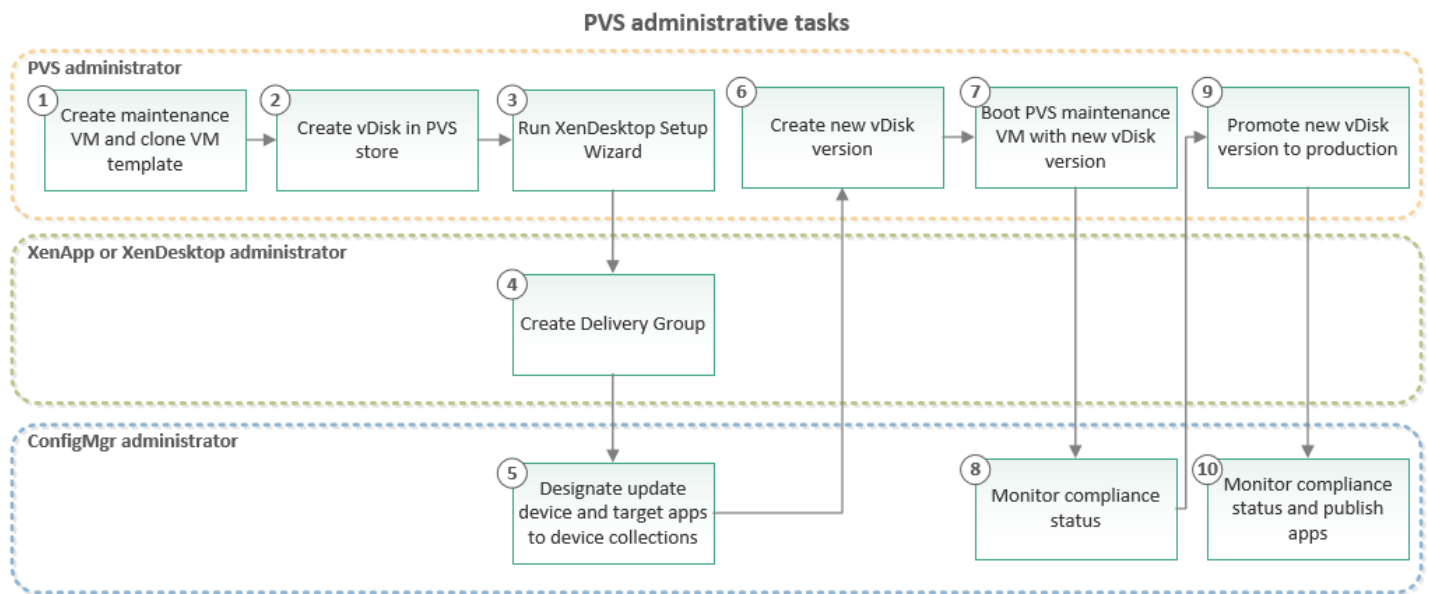 PVS administrative tasks
PVS administrator
1
Create maintenance
VM and clone VM
template
2
Create vDisk in PVS
store
3
Run XenDesktop Setup
Wizard
6
Create new vDisk
version
7
Boot PVS maintenance
VM with new vDisk
version
9
Promote new vDisk
version to production
XenApp or XenDesktop administrator
4
Create Delivery Group
ConfigMgr administrator
5
Designate update
device and target apps
to device collections
8
Monitor compliance
status
10
Monitor compliance
status and publish
apps